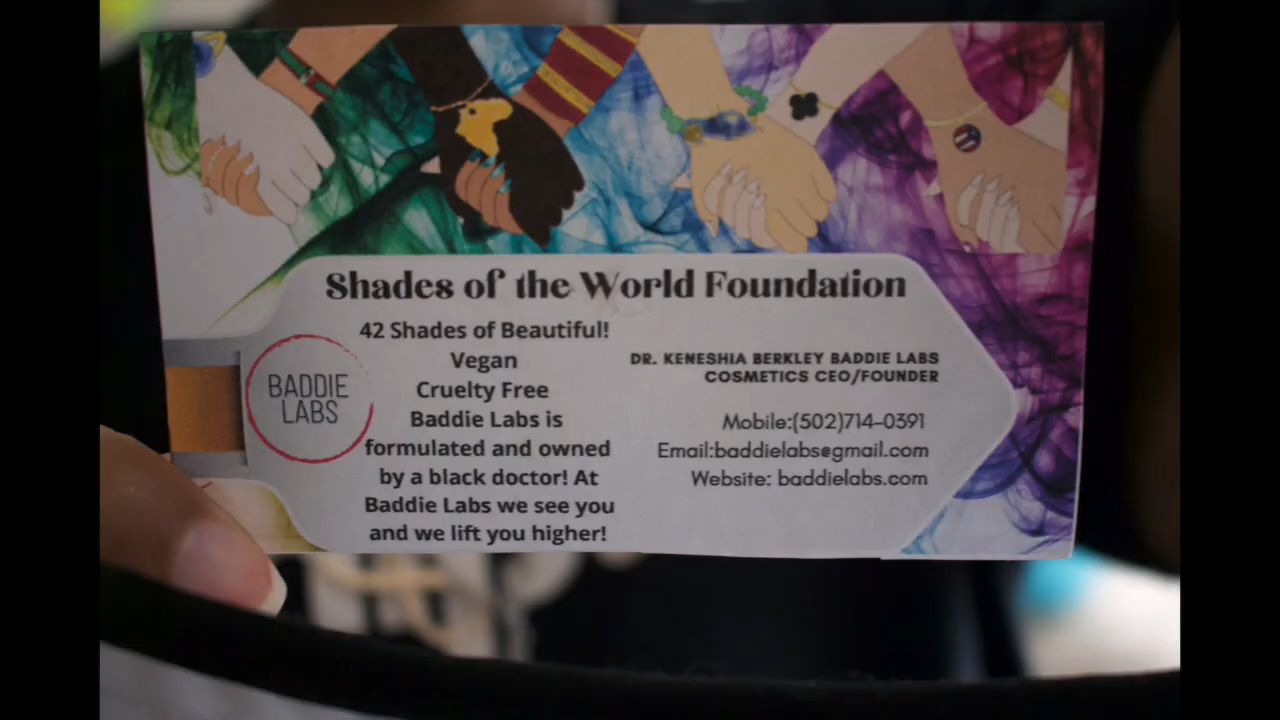 Shades of the World Foundation
BADDIE
LABS
42 Shades of Beautiful!
Vegan
Cruelty Free
Baddie Labs is
formulated and owned
by a black doctor! At
Baddie Labs we see you
and we lift you higher!
DR. KENESHIA BERKLEY BADDIE LABS
COSMETICS CEO/FOUNDER
Mobile:(502)714-0391
Email:baddielabs@gmail.com
Website: baddielabs.com